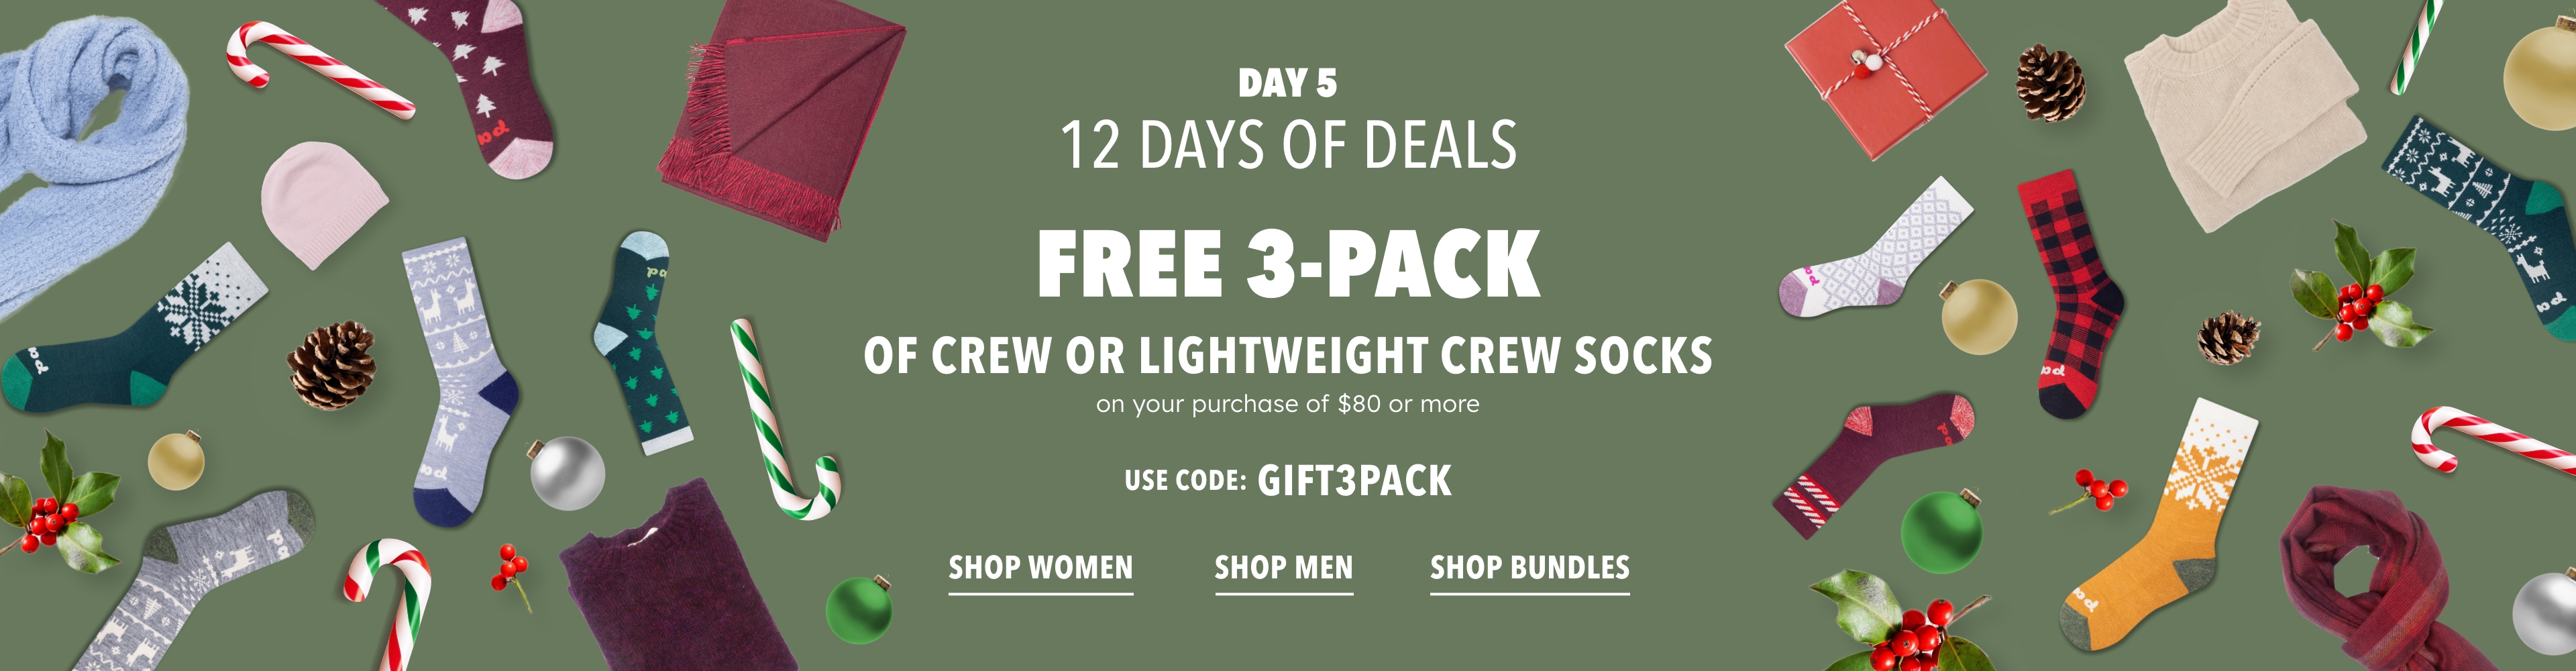 DAY 5
12 DAYS OF DEALS
FREE 3-PACK
OF CREW OR LIGHTWEIGHT CREW SOCKS
on your purchase of $80 or more
USE CODE: GIFT3PACK
SHOP WOMEN
SHOP MEN
SHOP BUNDLES